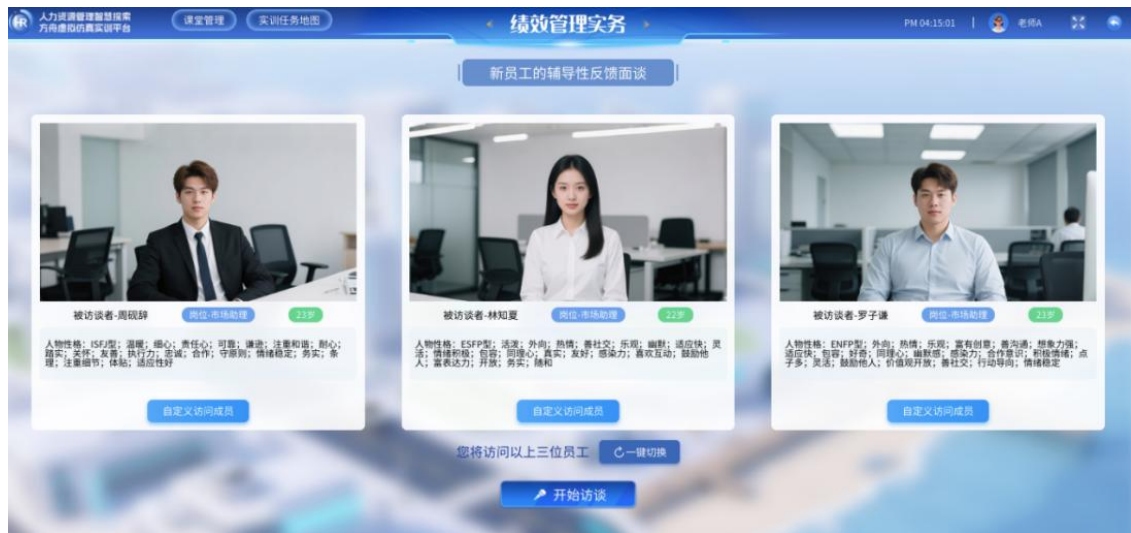 人力资源管理智慧探索
方舟虚拟仿真实训平台
课堂管理
实训任务地图
绩效管理实务
PM 04:15:01
老师A
新员工的辅导性反馈面谈
被访谈者-周砚辞
岗位-市场助理
23岁
人物性格:ISFJ型;温暖;细心;责任心;可靠;谦逊;注重和谐;耐心;
踏实;关怀;友善;执行力;忠诚;合作;守原则;情绪稳定;务实;条
理;注重细节;体贴;适应性好
自定义访问成员
被访谈者-林知夏
岗位-市场助理
22岁
人物性格:ESFP型;活泼;外向;热情;善社交;乐观;幽默;适应快;灵
活;情绪积极;包容;同理心;真实;友好;感染力;喜欢互动;鼓励他
人;富表达力;开放;务实;随和
自定义访问成员
被访谈者-罗子谦
岗位-市场助理
23岁
人物性格:ENFP型;外向;热情;乐观;富有创意;善沟通;想象力强;
适应快;包容;好奇;同理心;幽默感;感染力;合作意识;积极情绪;点
子多;灵活;鼓励他人;价值观开放;善社交;行动导向;情绪稳定
自定义访问成员
您将访问以上三位员工
一键切换
开始访谈